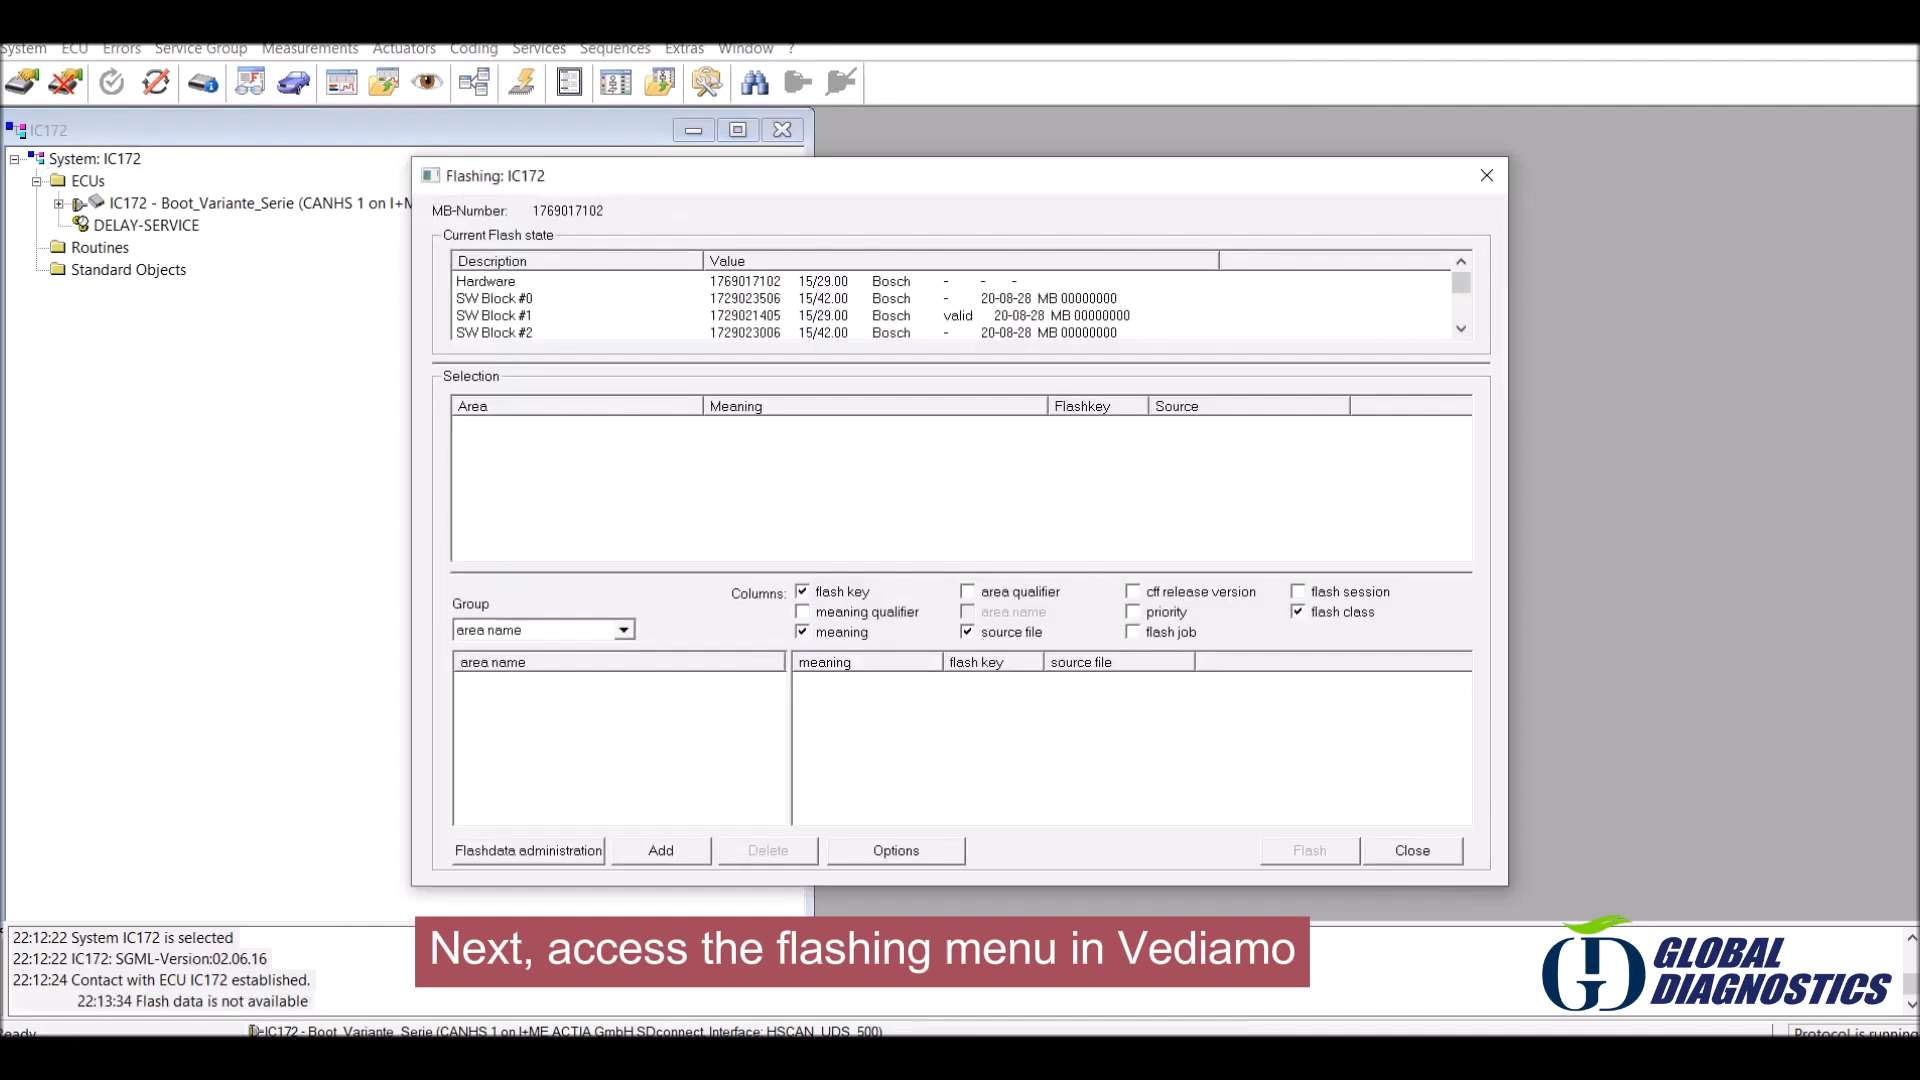 System ECU Errors Service Group Measurements Actuators Coding Services Sequences Extras Window ?
IC172
System: IC172
ECUs
IC172 - Boot_Variante_Serie (CANHS 1 on I+M
DELAY-SERVICE
Routines
Standard Objects
Flashing: IC172
MB-Number: 1769017102
Current Flash state
Description Value
Hardware 1769017102 15/29.00 Bosch - - -
SW Block #0 1729023506 15/42.00 Bosch - 20-08-28 MB 00000000
SW Block #1 1729021405 15/29.00 Bosch valid 20-08-28 MB 00000000
SW Block #2 1729023006 15/42.00 Bosch - 20-08-28 MB 00000000
Selection
Area Meaning Flashkey Source
Columns: flash key area qualifier cff release version flash session
Group meaning qualifier area name priority flash class
area name meaning source file flash job
area name meaning flash key source file
Flashdata administration Add Delete Options Flash Close
22:12:22 System IC172 is selected
22:12:22 IC172: SGML-Version:02.06.16
22:12:24 Contact with ECU IC172 established.
22:13:34 Flash data is not available
Next, access the flashing menu in Vediamo
GD GLOBAL
DIAGNOSTICS
eady IC172 - Boot_Variante_Serie (CANHS 1 on I+ME ACTIA GmbH SDconnect, Interface: HSCAN_UDS_500) Protocol is running